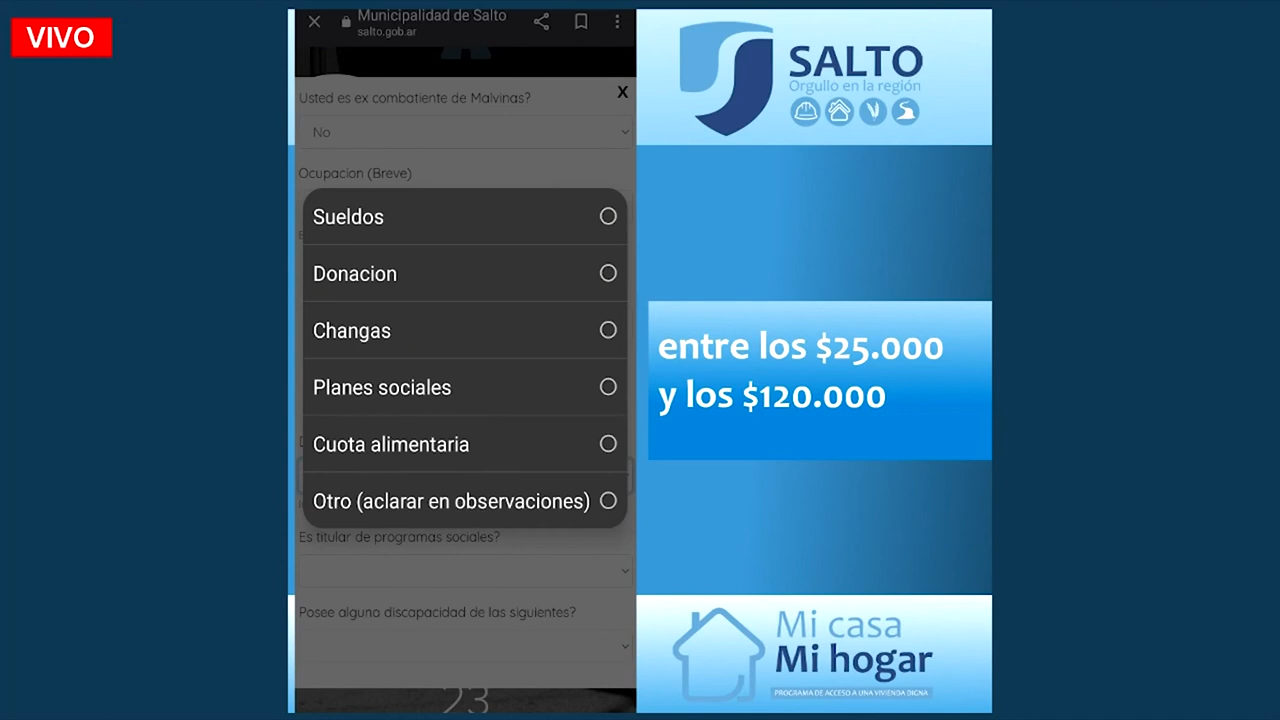 VIVO
Municipalidad de Salto
salto.gob.ar
Usted es ex combatiente de Malvinas?
X
No
Ocupacion (Breve)
Sueldos
Donacion
Changas
Planes sociales
Cuota alimentaria
Otro (aclarar en observaciones)
Es titular de programas sociales?
Posee alguno discapacidad de las siguientes?
23
SALTO
Orgullo en la región
entre los $25.000
y los $120.000
Mi casa
Mi hogar
PROGRAMA DE ACCESO A UNA VIVIENDA DIGNA